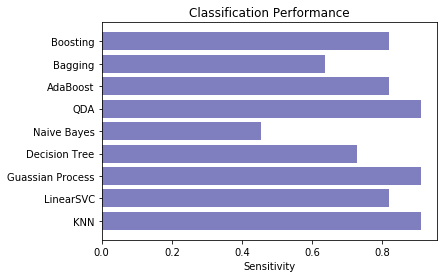 Classification Performance
Boosting
Bagging
AdaBoost
QDA
Naive Bayes
Decision Tree
Guassian Process
LinearSVC
KNN
0.0 0.2 0.4 0.6 0.8
Sensitivity